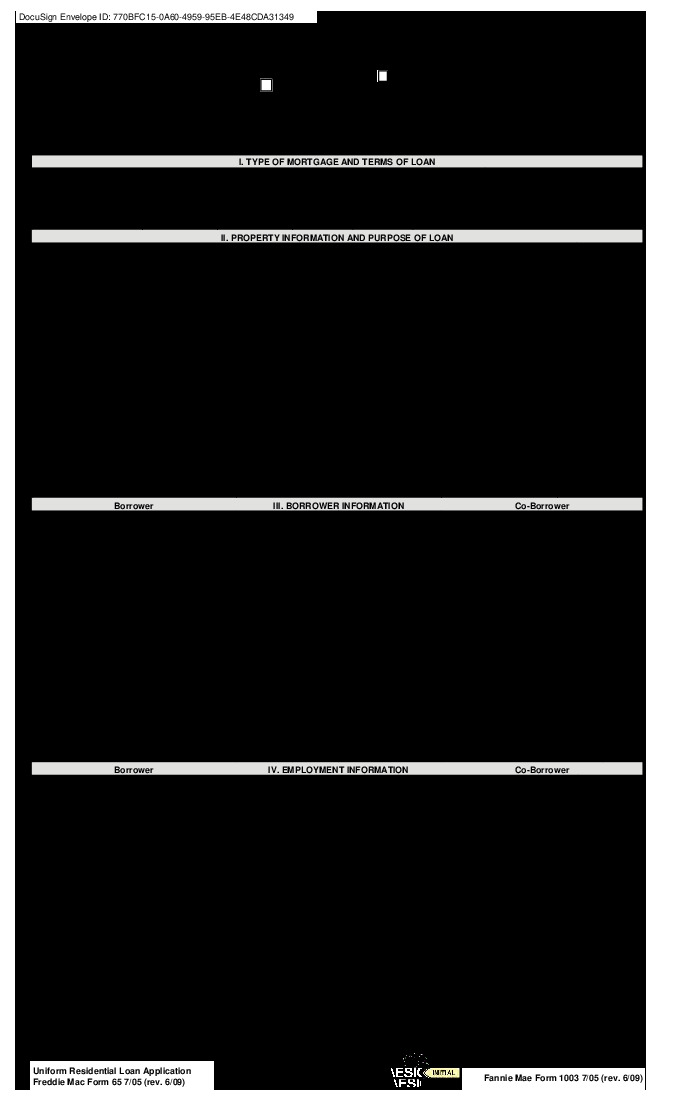 DocuSign Envelope ID: 770BFC15-0A60-4959-95EB-4E48CDA31349
I. TYPE OF MORTGAGE AND TERMS OF LOAN
II. PROPERTY INFORMATION AND PURPOSE OF LOAN
Borrower III. BORROWER INFORMATION Co-Borrower
Borrower IV. EMPLOYMENT INFORMATION Co-Borrower
INITIAL
Uniform Residential Loan Application
Freddie Mac Form 65 7/05 (rev. 6/09)
Fannie Mae Form 1003 7/05 (rev. 6/09)